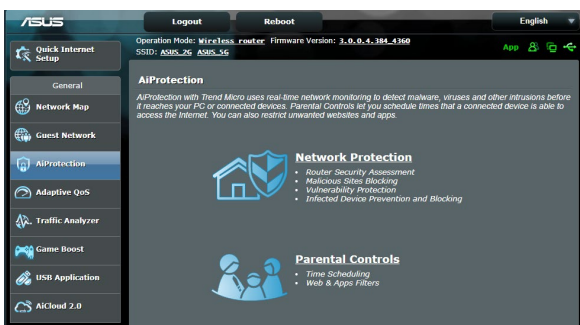 ASUS
Logout
Reboot
English
Quick Internet
Setup
Operation Mode: Wireless router Firmware Version: 3.0.0.4.384_4360
SSID: ASUS_2G ASUS_5G
App
General
Network Map
Guest Network
AiProtection
Adaptive QoS
Traffic Analyzer
Game Boost
USB Application
AiCloud 2.0
AiProtection
AiProtection with Trend Micro uses real-time network monitoring to detect malware, viruses and other intrusions before
it reaches your PC or connected devices. Parental Controls let you schedule times that a connected device is able to
access the Internet. You can also restrict unwanted websites and apps.
Network Protection
• Router Security Assessment
• Malicious Sites Blocking
• Vulnerability Protection
• Infected Device Prevention and Blocking
Parental Controls
• Time Scheduling
• Web & Apps Filters